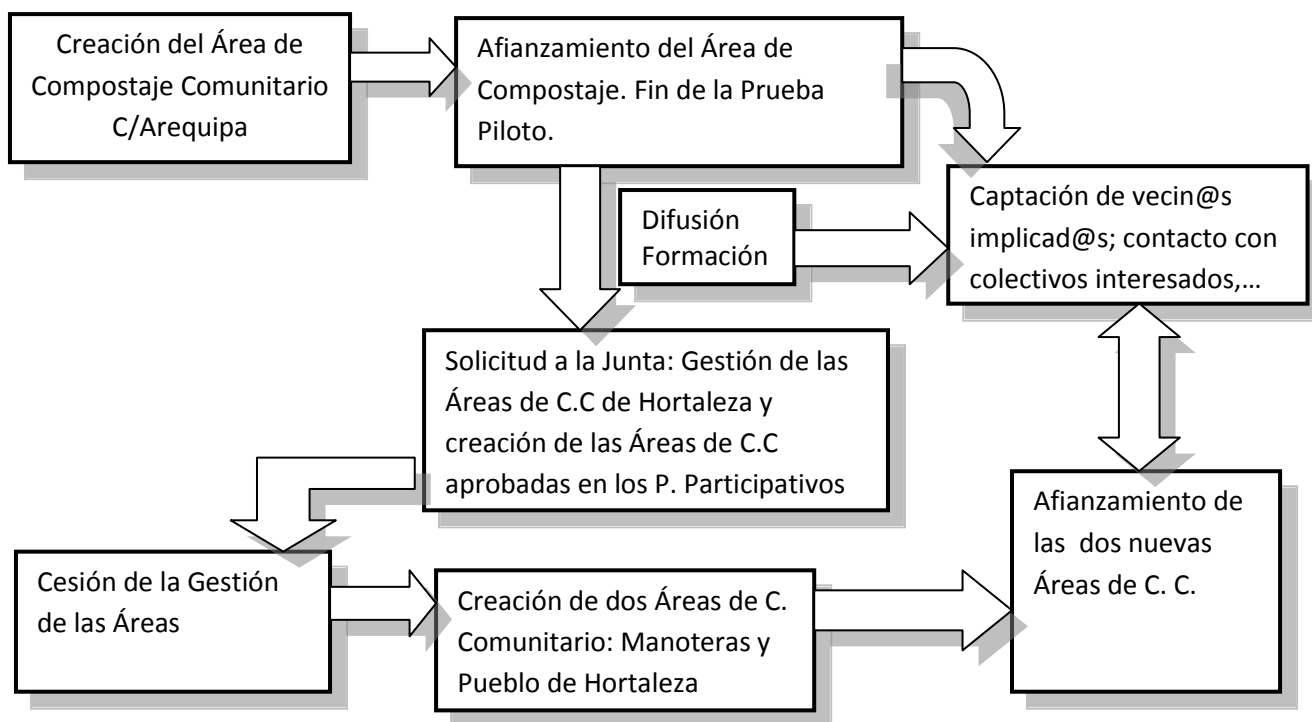 Creación del Área de
Compostaje Comunitario
C/Arequipa
Afianzamiento del Área de
Compostaje. Fin de la Prueba
Piloto.
Difusión
Formación
Captación de vecin@s
implicad@s; contacto con
colectivos interesados,...
Solicitud a la Junta: Gestión de las
Áreas de C.C de Hortaleza y
creación de las Áreas de C.C
aprobadas en los P. Participativos
Cesión de la Gestión
de las Áreas
Creación de dos Áreas de C.
Comunitario: Manoteras y
Pueblo de Hortaleza
Afianzamiento de
las dos nuevas
Áreas de C. C.